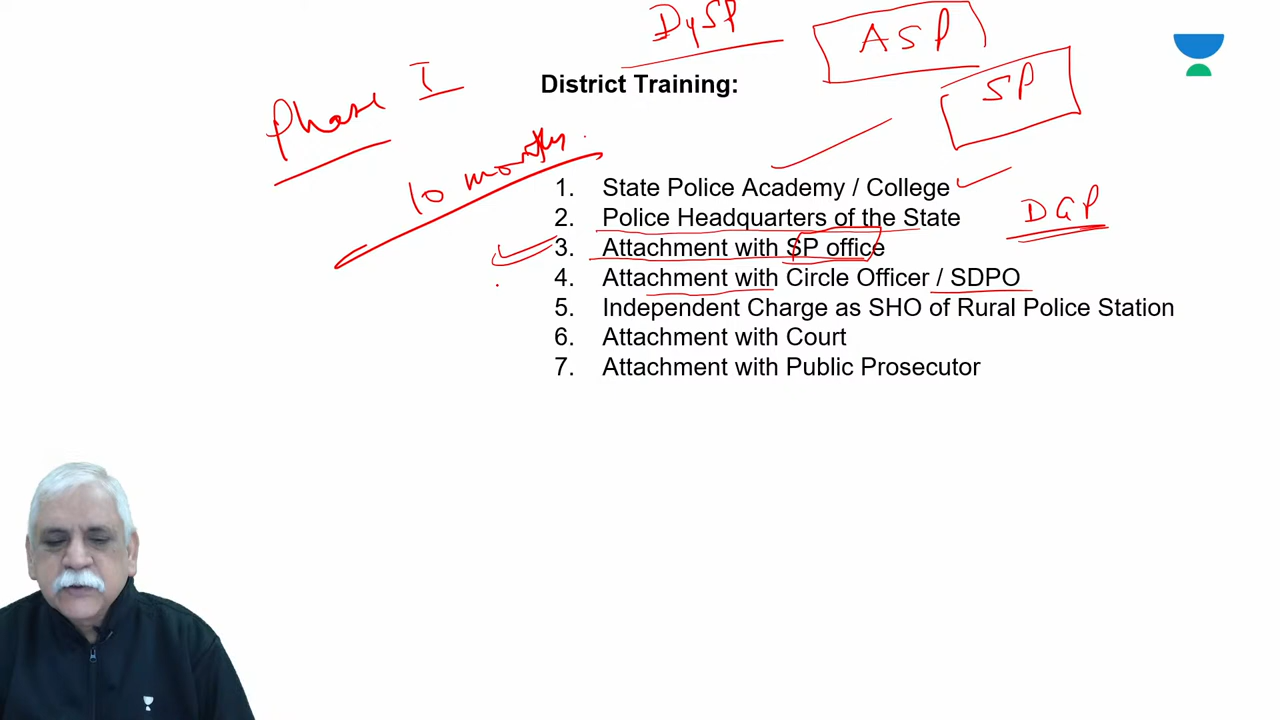 DySP
ASP
SP
Phase I
District Training:
10 months
1. State Police Academy / College
2. Police Headquarters of the State
DGP
3. Attachment with SP office
4. Attachment with Circle Officer / SDPO
5. Independent Charge as SHO of Rural Police Station
6. Attachment with Court
7. Attachment with Public Prosecutor